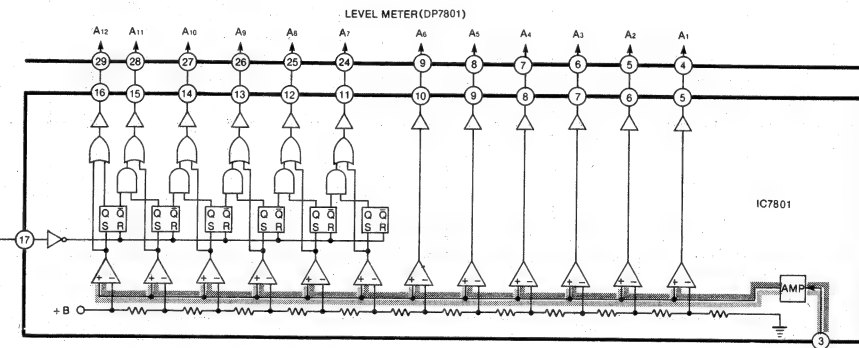 LEVEL METER(DP7801)
A12 A11 A10 A9 A8 A7 A6 A5 A4 A3 A2 A1
29 28 27 26 25 24 9 8 7 6 5 4
16 15 14 13 12 11 10 9 8 7 6 5
IC7801
Q Q̅ Q Q̅ Q Q̅ Q Q̅ Q Q̅
S R S R S R S R S R
17
+ − + − + − + − + − + − + − + − + − + − + − + −
AMP
+B
3